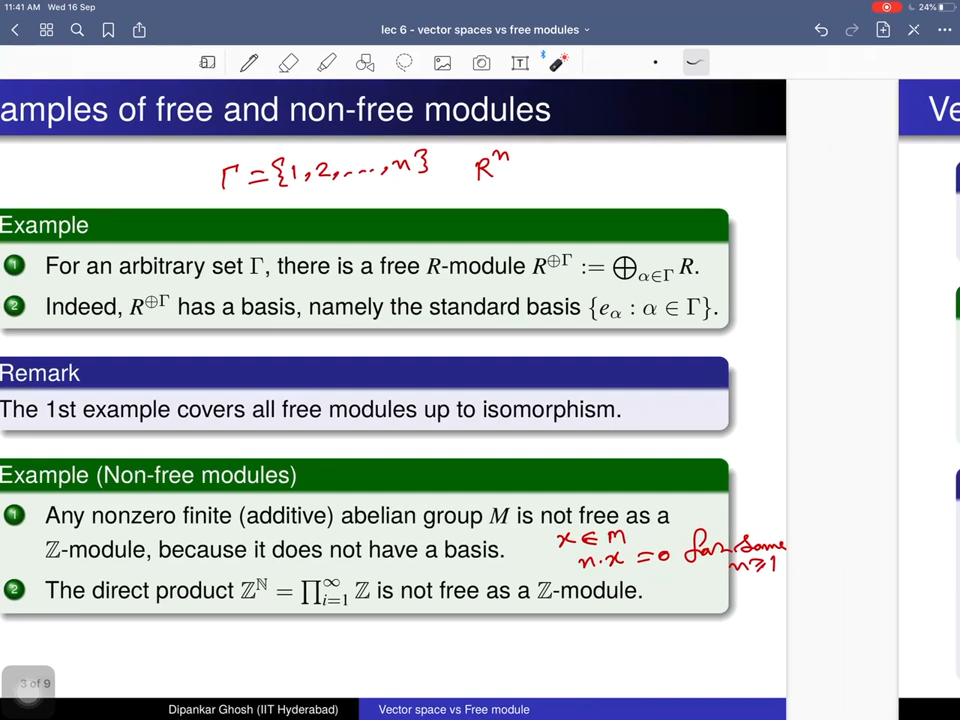 11:41 AM Wed 16 Sep
24%
lec 6 - vector spaces vs free modules
amples of free and non-free modules
Ve
Γ = {1, 2, ..., n} Rⁿ
Example
1 For an arbitrary set Γ, there is a free R-module R^{⊕Γ} := ⊕_{α∈Γ} R.
2 Indeed, R^{⊕Γ} has a basis, namely the standard basis {e_α : α ∈ Γ}.
Remark
The 1st example covers all free modules up to isomorphism.
Example (Non-free modules)
1 Any nonzero finite (additive) abelian group M is not free as a
ℤ-module, because it does not have a basis.
x ∈ M
n·x = 0 for some
n ≥ 1
2 The direct product ℤ^ℕ = ∏_{i=1}^∞ ℤ is not free as a ℤ-module.
3 of 9
Dipankar Ghosh (IIT Hyderabad)
Vector space vs Free module